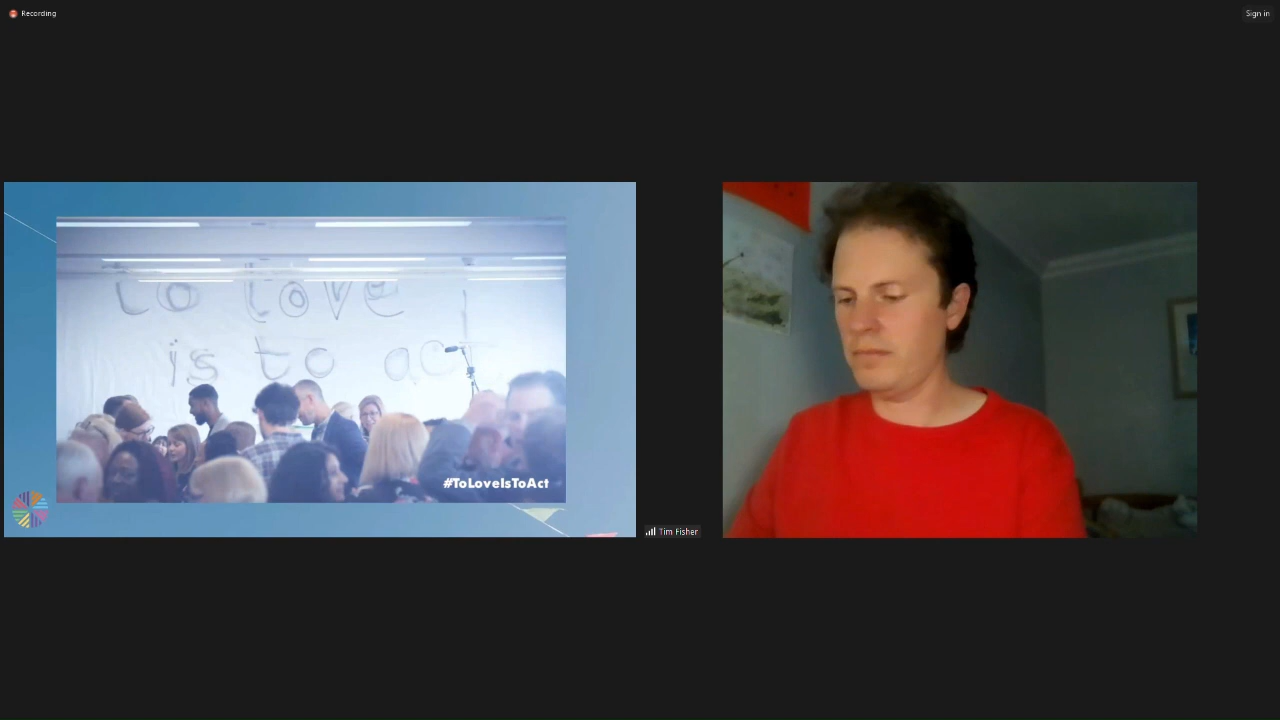 Recording
Sign in
to love
is to act
#ToLoveIsToAct
Tim Fisher